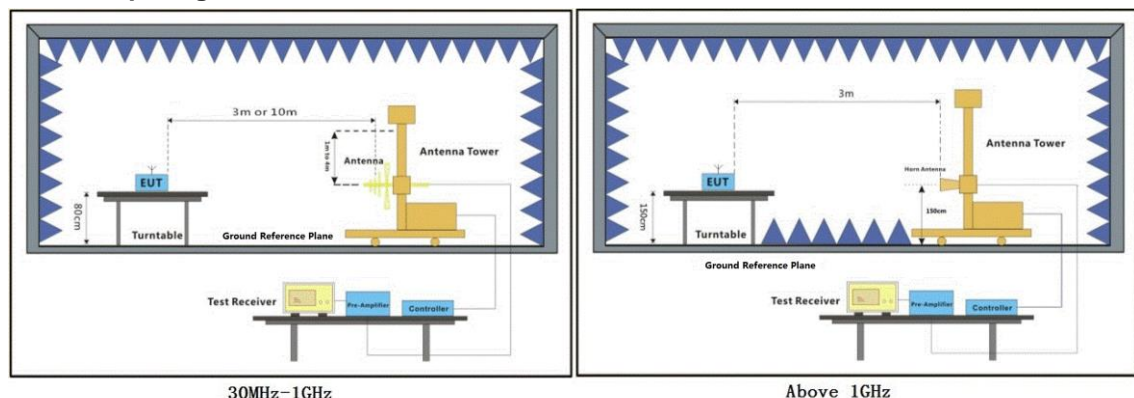 3m or 10m
1m to 4m
Antenna
Antenna Tower
EUT
80cm
Turntable
Ground Reference Plane
Test Receiver
Pre-Amplifier
Controller
30MHz-1GHz
3m
Antenna Tower
Horn Antenna
EUT
150cm
150cm
Turntable
Ground Reference Plane
Test Receiver
Pre-Amplifier
Controller
Above 1GHz